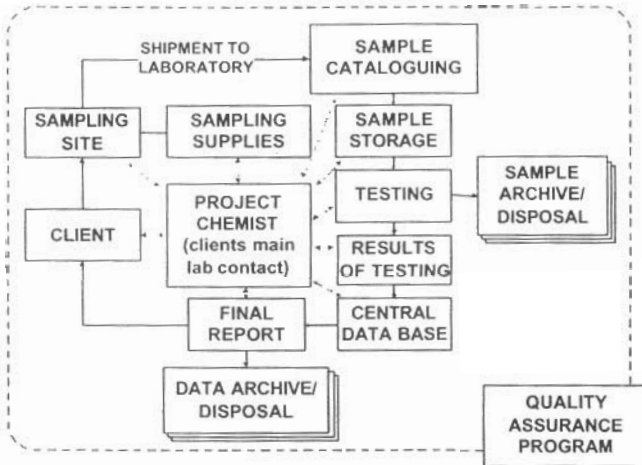 SHIPMENT TO
LABORATORY
SAMPLE
CATALOGUING
SAMPLING
SITE
SAMPLING
SUPPLIES
SAMPLE
STORAGE
PROJECT
CHEMIST
(clients main
lab contact)
TESTING
SAMPLE
ARCHIVE/
DISPOSAL
CLIENT
RESULTS
OF TESTING
FINAL
REPORT
CENTRAL
DATA BASE
DATA ARCHIVE/
DISPOSAL
QUALITY
ASSURANCE
PROGRAM